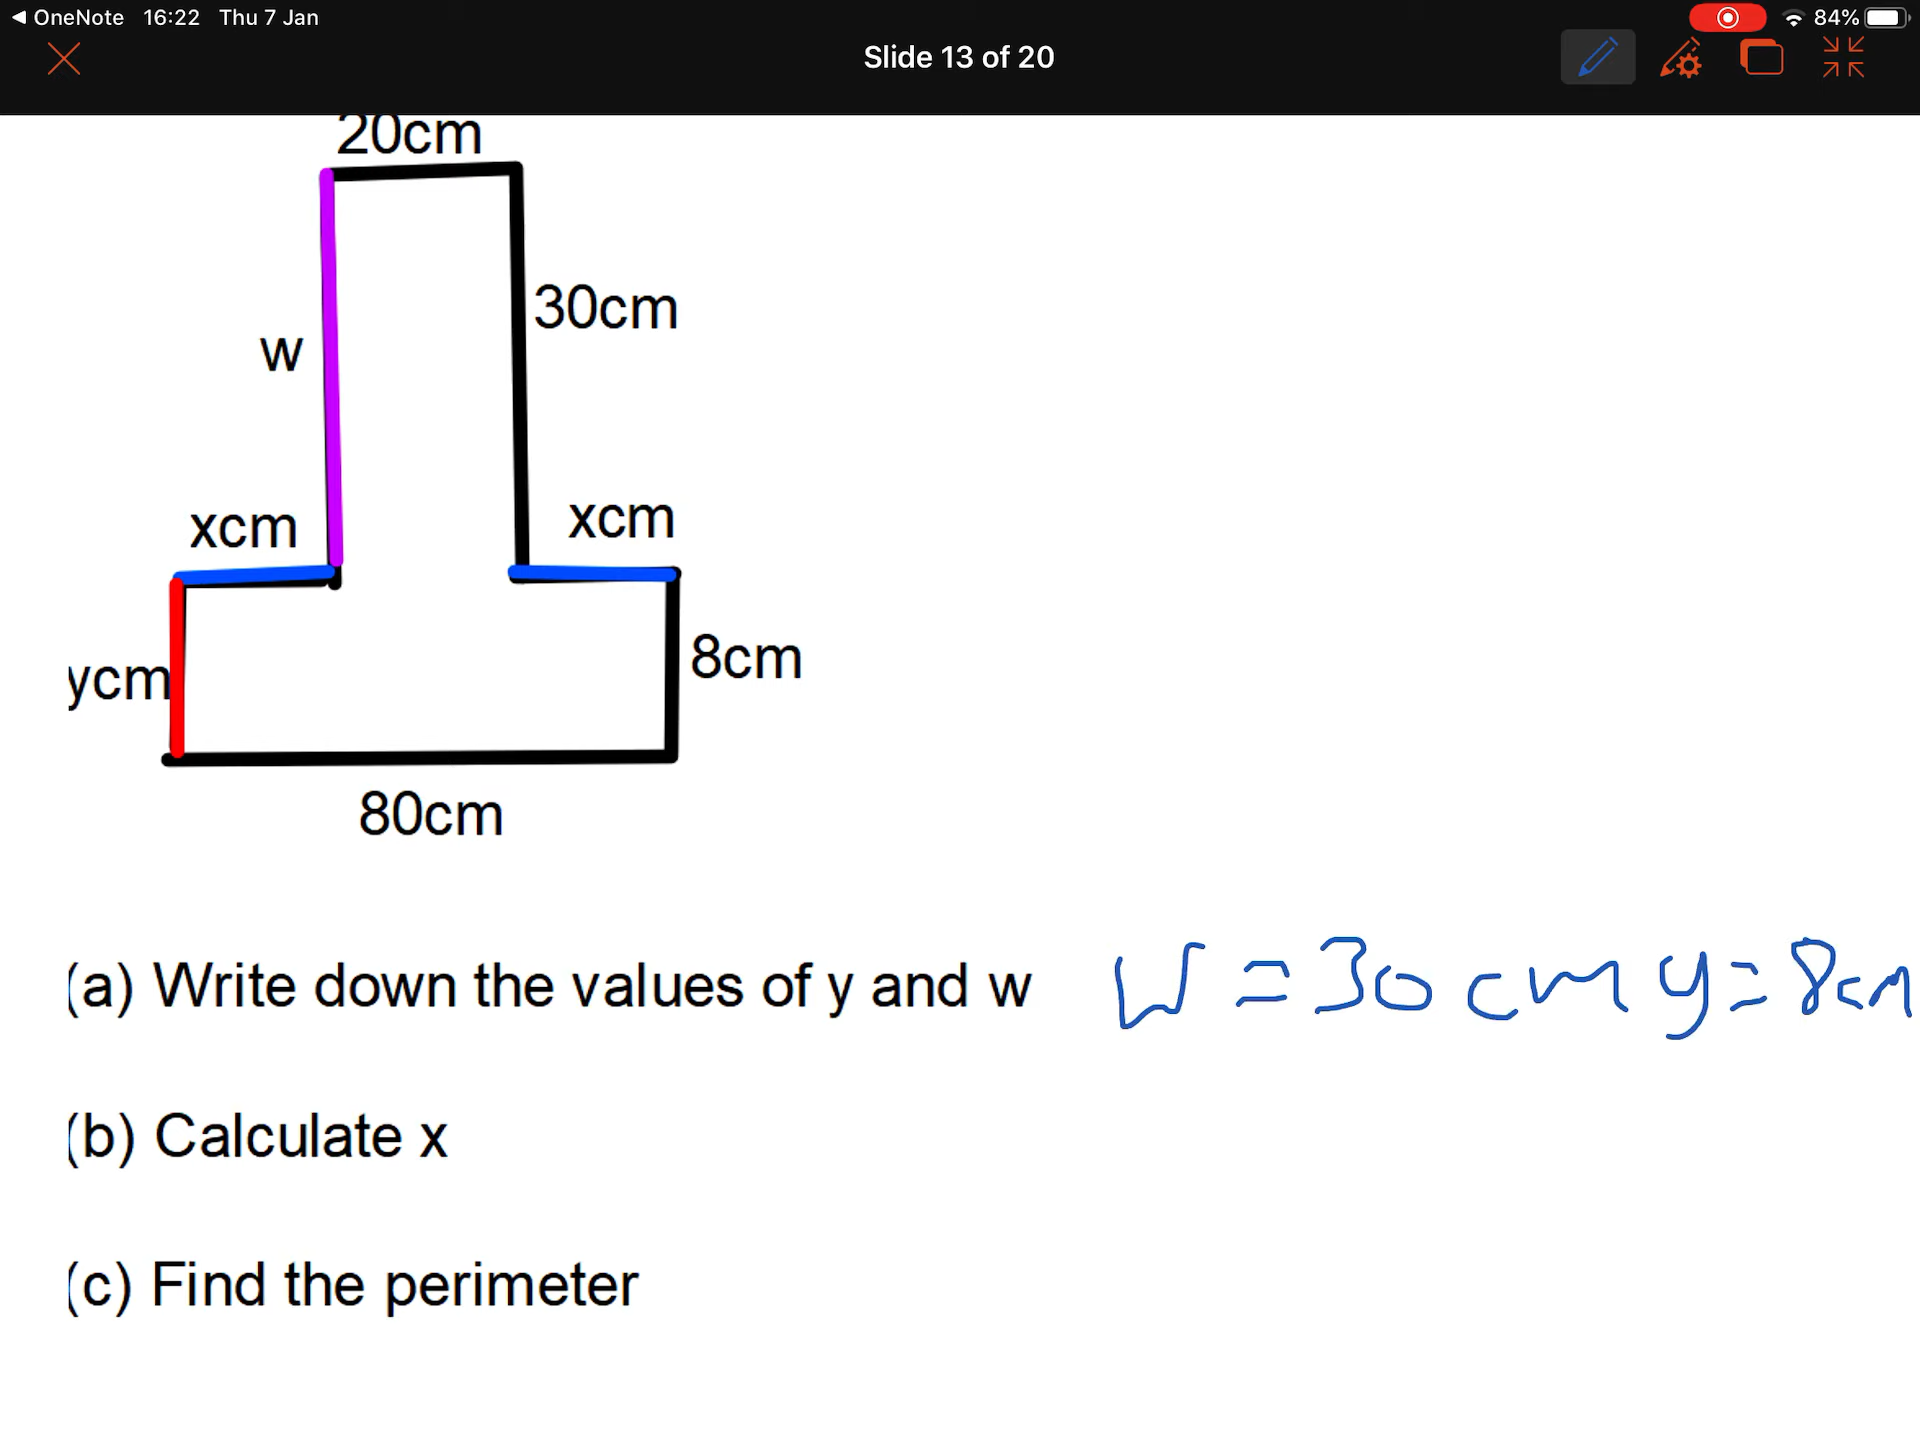 ◀ OneNote 16:22 Thu 7 Jan 84%
Slide 13 of 20
20cm
30cm
w
xcm xcm
ycm 8cm
80cm
(a) Write down the values of y and w W = 30 cm y = 8cm
(b) Calculate x
(c) Find the perimeter